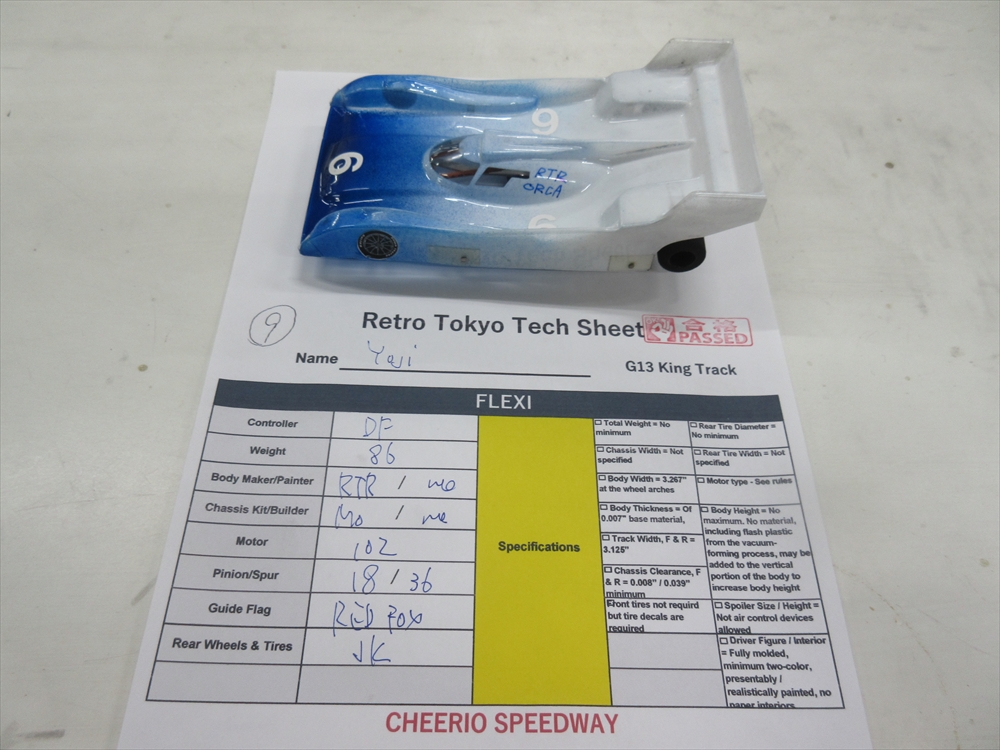 6
9
RTR
ORCA
6
9
Retro Tokyo Tech Sheet
合格
PASSED
Name Yaji
G13 King Track
FLEXI
Controller DF
Weight 86
Body Maker/Painter RTR / me
Chassis Kit/Builder Mo / me
Motor 102
Pinion/Spur 18 / 36
Guide Flag RED FOX
Rear Wheels & Tires JK
Specifications
☐ Total Weight = No
minimum
☐ Rear Tire Diameter =
No minimum
☐ Chassis Width = Not
specified
☐ Rear Tire Width = Not
specified
☐ Body Width = 3.267"
at the wheel arches
☐ Motor type - See rules
☐ Body Thickness = Of
0.007" base material,
☐ Body Height = No
maximum. No material,
including flash plastic
from the vacuum-
forming process, may be
added to the vertical
portion of the body to
increase body height
☐ Track Width, F & R =
3.125"
☐ Chassis Clearance, F
& R = 0.008" / 0.039"
minimum
Front tires not requird
but tire decals are
required
☐ Spoiler Size / Height =
Not air control devices
allowed
☐ Driver Figure / Interior
= Fully molded,
minimum two-color,
presentably /
realistically painted, no
paper interiors
CHEERIO SPEEDWAY